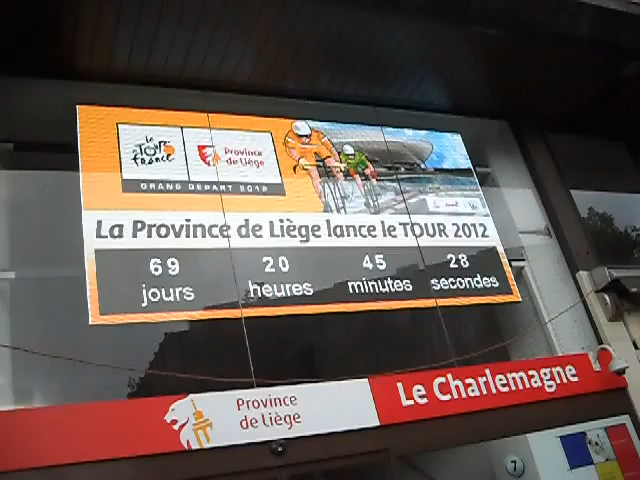 Le
TOUR
de
FRANCE
Province
de Liège
GRAND DEPART 2012
La Province de Liège lance le TOUR 2012
69 20 45 28
jours heures minutes secondes
Province
de Liège
Le Charlemagne
7